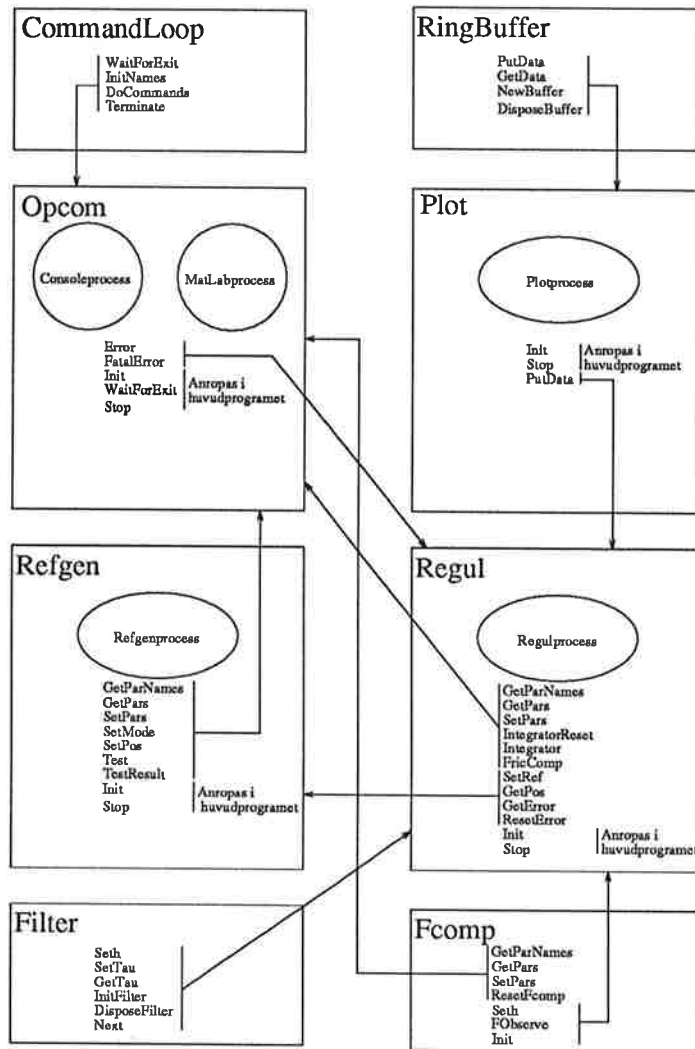 CommandLoop
WaitForExit
InitNames
DoCommands
Terminate
RingBuffer
PutData
GetData
NewBuffer
DisposeBuffer
Opcom
Consoleprocess
MatLabprocess
Error
FatalError
Init
WaitForExit
Stop
Anropas i
huvudprogramet
Plot
Plotprocess
Init
Stop
PutData
Anropas i
huvudprogramet
Refgen
Refgenprocess
GetParNames
GetPars
SetPars
SetMode
SetPos
Test
TestResult
Init
Stop
Anropas i
huvudprogramet
Regul
Regulprocess
GetParNames
GetPars
SetPars
IntegratorReset
Integrator
FricComp
SetRef
GetPos
GetError
ResetError
Init
Stop
Anropas i
huvudprogramet
Filter
Seth
SetTau
GetTau
InitFilter
DisposeFilter
Next
Fcomp
GetParNames
GetPars
SetPars
ResetFcomp
Seth
FObserve
Init